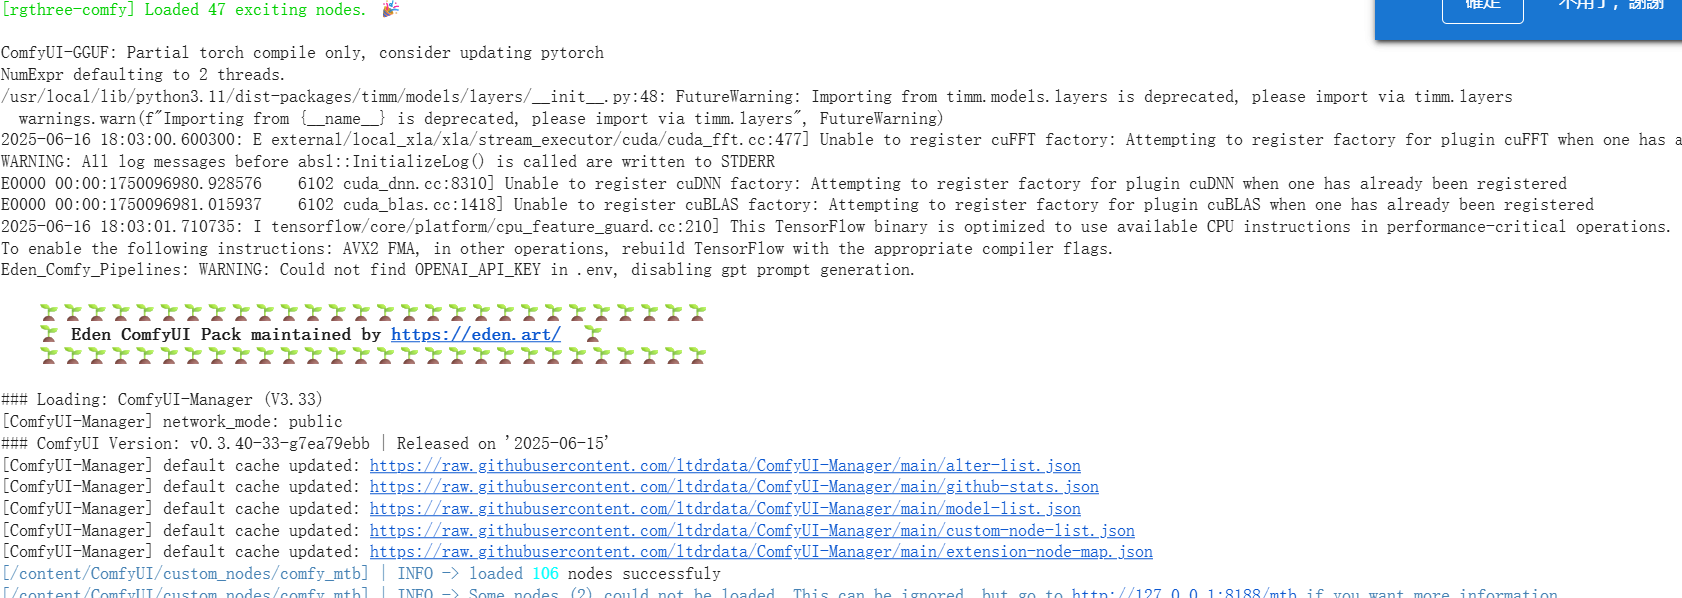 [rgthree-comfy] Loaded 47 exciting nodes. 🎉
確定 不用了，謝謝
ComfyUI-GGUF: Partial torch compile only, consider updating pytorch
NumExpr defaulting to 2 threads.
/usr/local/lib/python3.11/dist-packages/timm/models/layers/__init__.py:48: FutureWarning: Importing from timm.models.layers is deprecated, please import via timm.layers
  warnings.warn(f"Importing from {__name__} is deprecated, please import via timm.layers", FutureWarning)
2025-06-16 18:03:00.600300: E external/local_xla/xla/stream_executor/cuda/cuda_fft.cc:477] Unable to register cuFFT factory: Attempting to register factory for plugin cuFFT when one has a
WARNING: All log messages before absl::InitializeLog() is called are written to STDERR
E0000 00:00:1750096980.928576    6102 cuda_dnn.cc:8310] Unable to register cuDNN factory: Attempting to register factory for plugin cuDNN when one has already been registered
E0000 00:00:1750096981.015937    6102 cuda_blas.cc:1418] Unable to register cuBLAS factory: Attempting to register factory for plugin cuBLAS when one has already been registered
2025-06-16 18:03:01.710735: I tensorflow/core/platform/cpu_feature_guard.cc:210] This TensorFlow binary is optimized to use available CPU instructions in performance-critical operations.
To enable the following instructions: AVX2 FMA, in other operations, rebuild TensorFlow with the appropriate compiler flags.
Eden_Comfy_Pipelines: WARNING: Could not find OPENAI_API_KEY in .env, disabling gpt prompt generation.
🌱 Eden ComfyUI Pack maintained by https://eden.art/ 🌱
### Loading: ComfyUI-Manager (V3.33)
[ComfyUI-Manager] network_mode: public
### ComfyUI Version: v0.3.40-33-g7ea79ebb | Released on '2025-06-15'
[ComfyUI-Manager] default cache updated: https://raw.githubusercontent.com/ltdrdata/ComfyUI-Manager/main/alter-list.json
[ComfyUI-Manager] default cache updated: https://raw.githubusercontent.com/ltdrdata/ComfyUI-Manager/main/github-stats.json
[ComfyUI-Manager] default cache updated: https://raw.githubusercontent.com/ltdrdata/ComfyUI-Manager/main/model-list.json
[ComfyUI-Manager] default cache updated: https://raw.githubusercontent.com/ltdrdata/ComfyUI-Manager/main/custom-node-list.json
[ComfyUI-Manager] default cache updated: https://raw.githubusercontent.com/ltdrdata/ComfyUI-Manager/main/extension-node-map.json
[/content/ComfyUI/custom_nodes/comfy_mtb] | INFO -> loaded 106 nodes successfuly
[/content/ComfyUI/custom_nodes/comfy_mtb] | INFO -> Some nodes (2) could not be loaded. This can be ignored, but go to http://127.0.0.1:8188/mtb if you want more information.